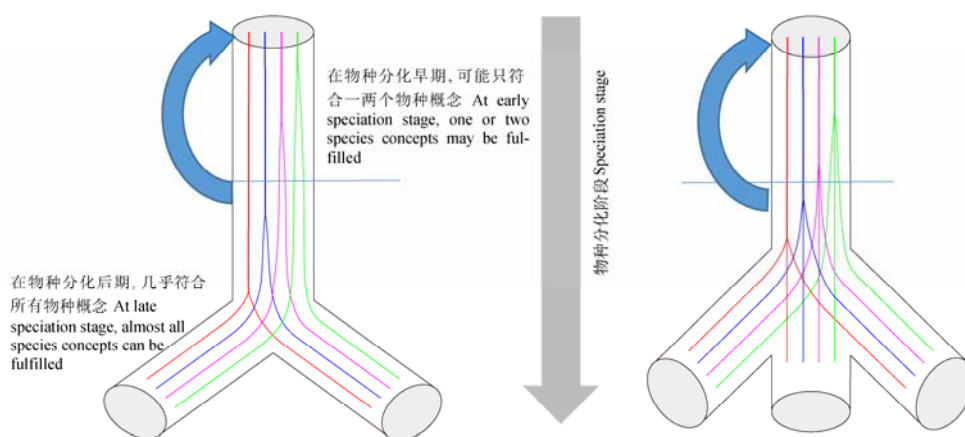 在物种分化早期, 可能只符
合一两个物种概念 At early
speciation stage, one or two
species concepts may be ful-
filled
物种分化阶段 Speciation stage
在物种分化后期, 几乎符合
所有物种概念 At late
speciation stage, almost all
species concepts can be
fulfilled